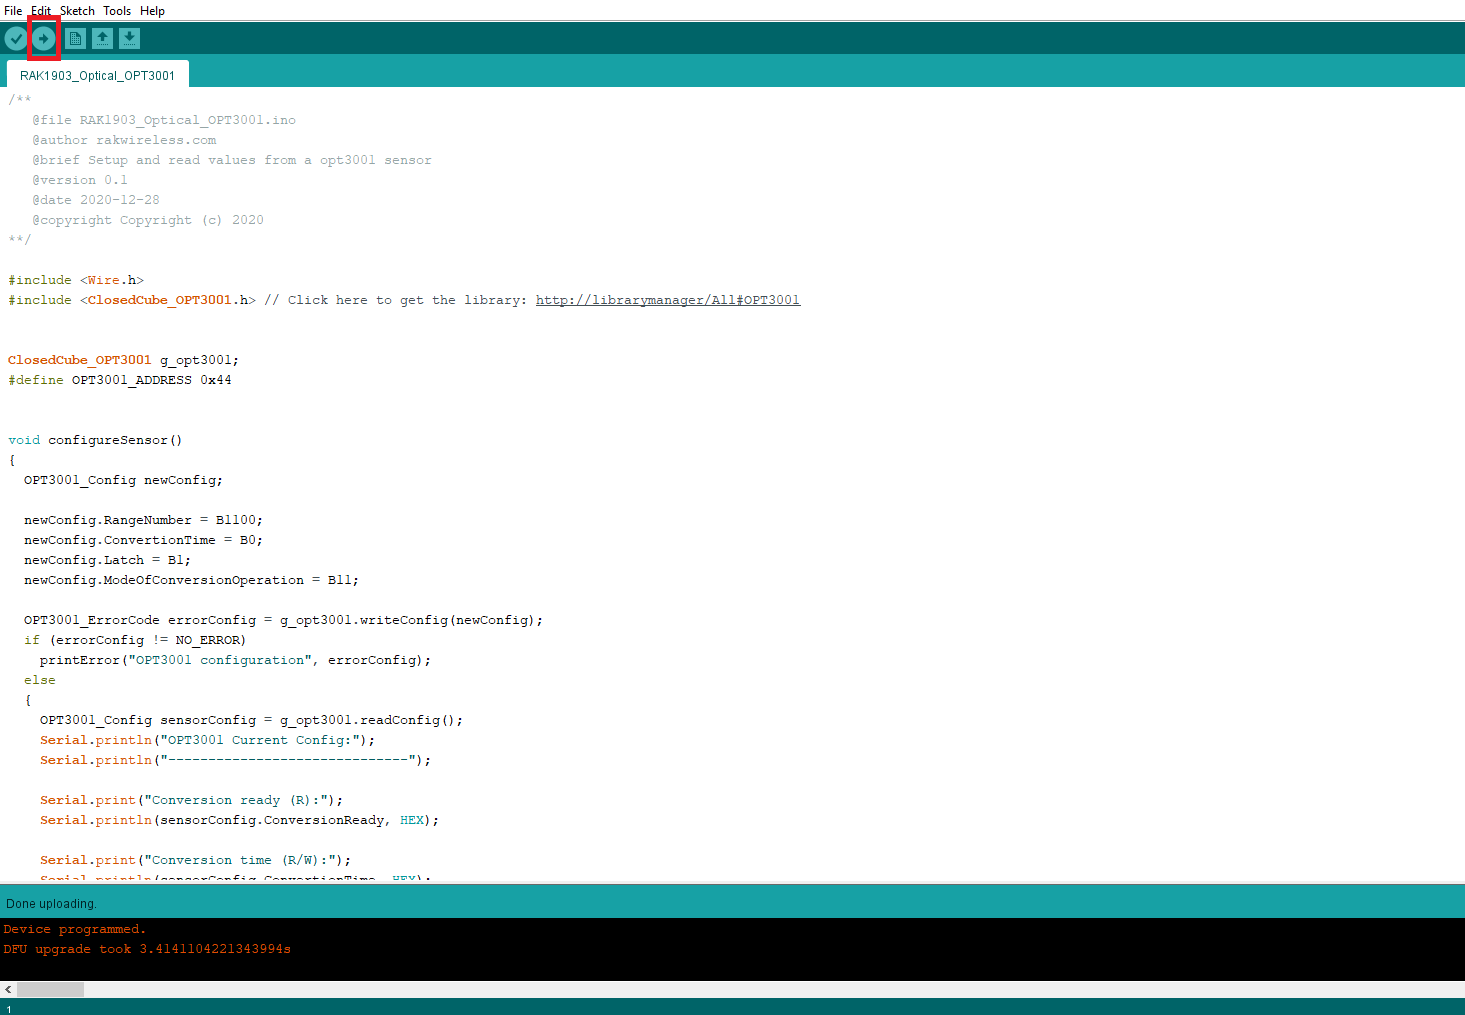 File Edit Sketch Tools Help
RAK1903_Optical_OPT3001
/**
@file RAK1903_Optical_OPT3001.ino
@author rakwireless.com
@brief Setup and read values from a opt3001 sensor
@version 0.1
@date 2020-12-28
@copyright Copyright (c) 2020
**/
#include <Wire.h>
#include <ClosedCube_OPT3001.h> // Click here to get the library: http://librarymanager/All#OPT3001
ClosedCube_OPT3001 g_opt3001;
#define OPT3001_ADDRESS 0x44
void configureSensor()
{
OPT3001_Config newConfig;
newConfig.RangeNumber = B1100;
newConfig.ConvertionTime = B0;
newConfig.Latch = B1;
newConfig.ModeOfConversionOperation = B11;
OPT3001_ErrorCode errorConfig = g_opt3001.writeConfig(newConfig);
if (errorConfig != NO_ERROR)
printError("OPT3001 configuration", errorConfig);
else
{
OPT3001_Config sensorConfig = g_opt3001.readConfig();
Serial.println("OPT3001 Current Config:");
Serial.println("------------------------------");
Serial.print("Conversion ready (R):");
Serial.println(sensorConfig.ConversionReady, HEX);
Serial.print("Conversion time (R/W):");
Serial.println(sensorConfig.ConvertionTime, HEX);
Done uploading.
Device programmed.
DFU upgrade took 3.4141104221343994s
1